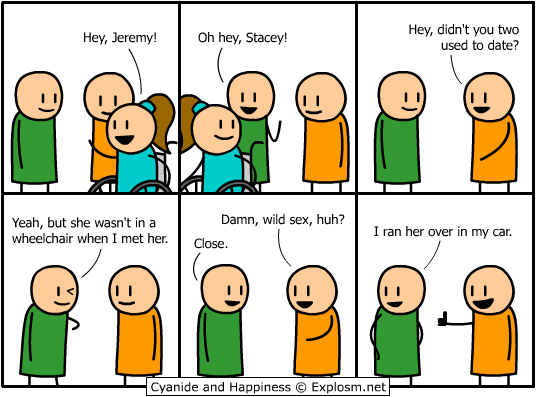 Hey, Jeremy!
Oh hey, Stacey!
Hey, didn't you two
used to date?
Yeah, but she wasn't in a
wheelchair when I met her.
Damn, wild sex, huh?
Close.
I ran her over in my car.
Cyanide and Happiness © Explosm.net